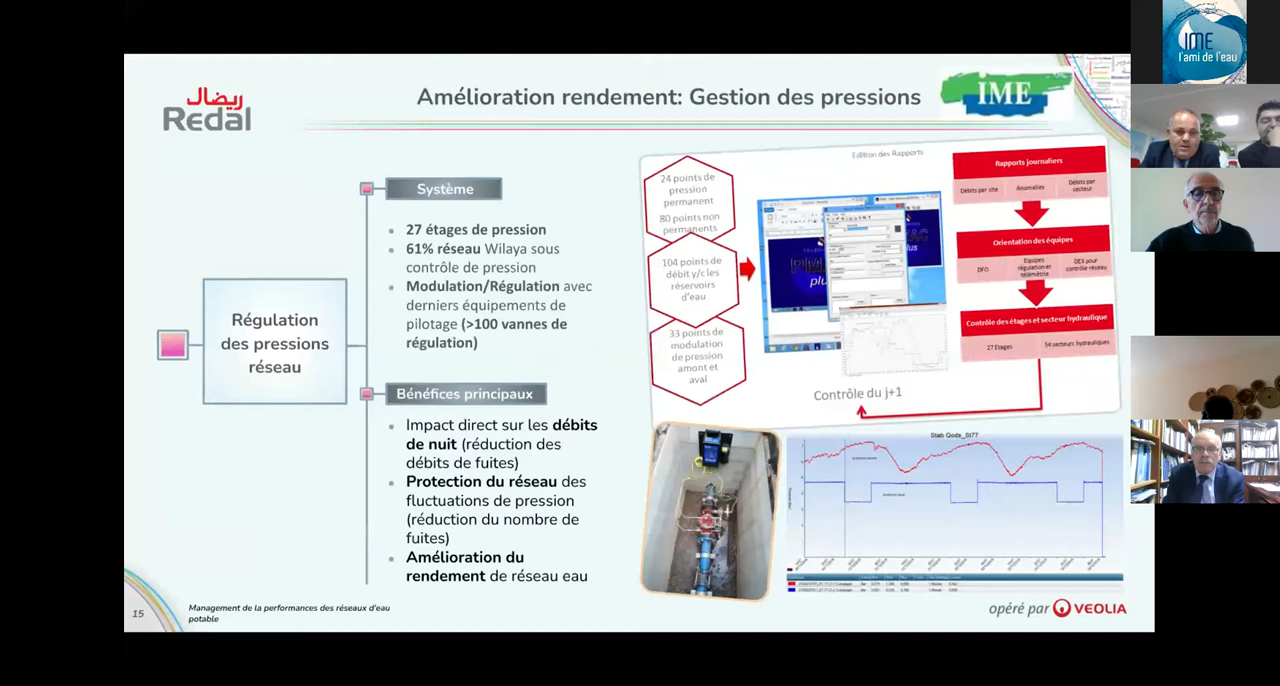 IME
l'ami de l'eau
ريضال
Redal
Amélioration rendement: Gestion des pressions
iME
Système
27 étages de pression
61% réseau Wilaya sous
contrôle de pression
Modulation/Régulation avec
derniers équipements de
pilotage (>100 vannes de
régulation)
Régulation
des pressions
réseau
Bénéfices principaux
Impact direct sur les débits
de nuit (réduction des
débits de fuites)
Protection du réseau des
fluctuations de pression
(réduction du nombre de
fuites)
Amélioration du
rendement de réseau eau
Edition des Rapports
24 points de
pression
permanent
80 points non
permanents
104 points de
débit y/c les
réservoirs
d'eau
33 points de
modulation
de pression
amont et
aval
plus
Rapports journaliers
Débits par site
Anomalies
Débits par
secteur
Orientation des équipes
DFO
Equipes
régulation et
télémétrie
DEX pour
contrôle réseau
Contrôle des étages et secteur hydraulique
27 Etages
54 secteurs hydrauliques
Contrôle du j+1
Stab Qods_St77
15
Management de la performances des réseaux d'eau
potable
opéré par VEOLIA